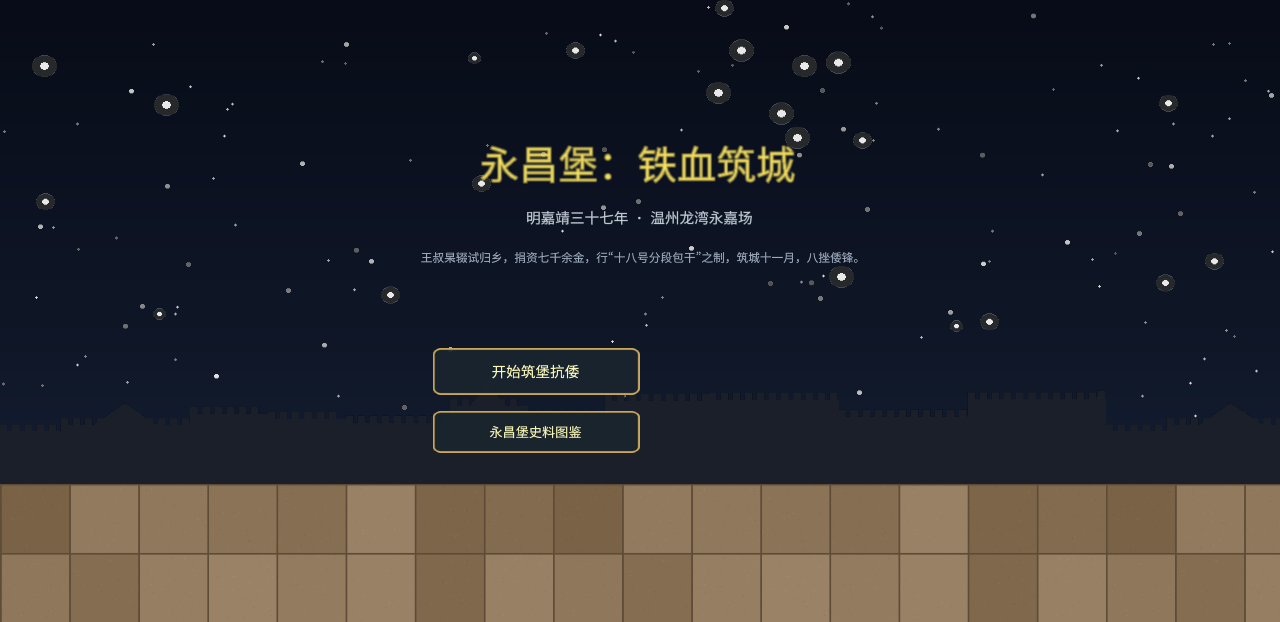 永昌堡：铁血筑城
明嘉靖三十七年 · 温州龙湾永嘉场
王叔杲辍试归乡，捐资七千余金，行“十八号分段包干”之制，筑城十一月，八挫倭锋。
开始筑堡抗倭
永昌堡史料图鉴